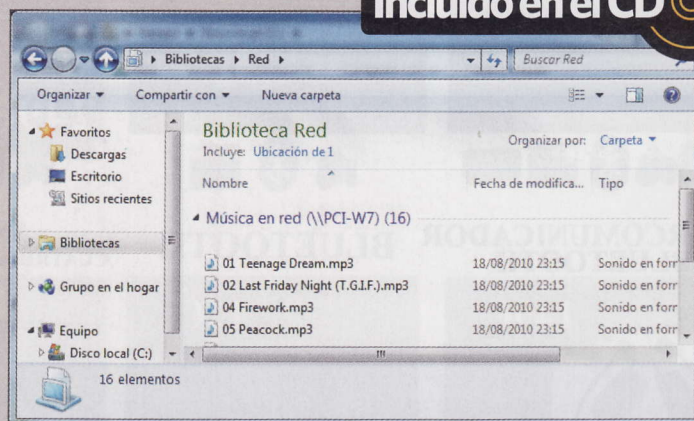 Incluido en el CD
Bibliotecas Red
Buscar Red
Organizar Compartir con Nueva carpeta
Favoritos
Descargas
Escritorio
Sitios recientes
Bibliotecas
Grupo en el hogar
Equipo
Disco local (C:)
Biblioteca Red
Incluye: Ubicación de 1
Organizar por: Carpeta
Nombre Fecha de modifica... Tipo
Música en red (\\PCI-W7) (16)
01 Teenage Dream.mp3 18/08/2010 23:15 Sonido en forr
02 Last Friday Night (T.G.I.F.).mp3 18/08/2010 23:15 Sonido en forr
04 Firework.mp3 18/08/2010 23:15 Sonido en forr
05 Peacock.mp3 18/08/2010 23:15 Sonido en forr
16 elementos